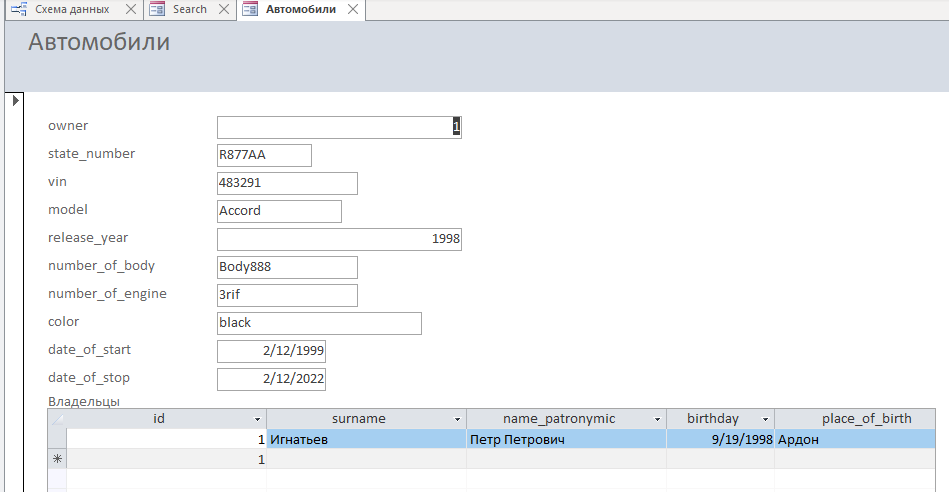 Схема данных Search Автомобили
Автомобили
owner 1
state_number R877AA
vin 483291
model Accord
release_year 1998
number_of_body Body888
number_of_engine 3rif
color black
date_of_start 2/12/1999
date_of_stop 2/12/2022
Владельцы
id surname name_patronymic birthday place_of_birth
1 Игнатьев Петр Петрович 9/19/1998 Ардон
1